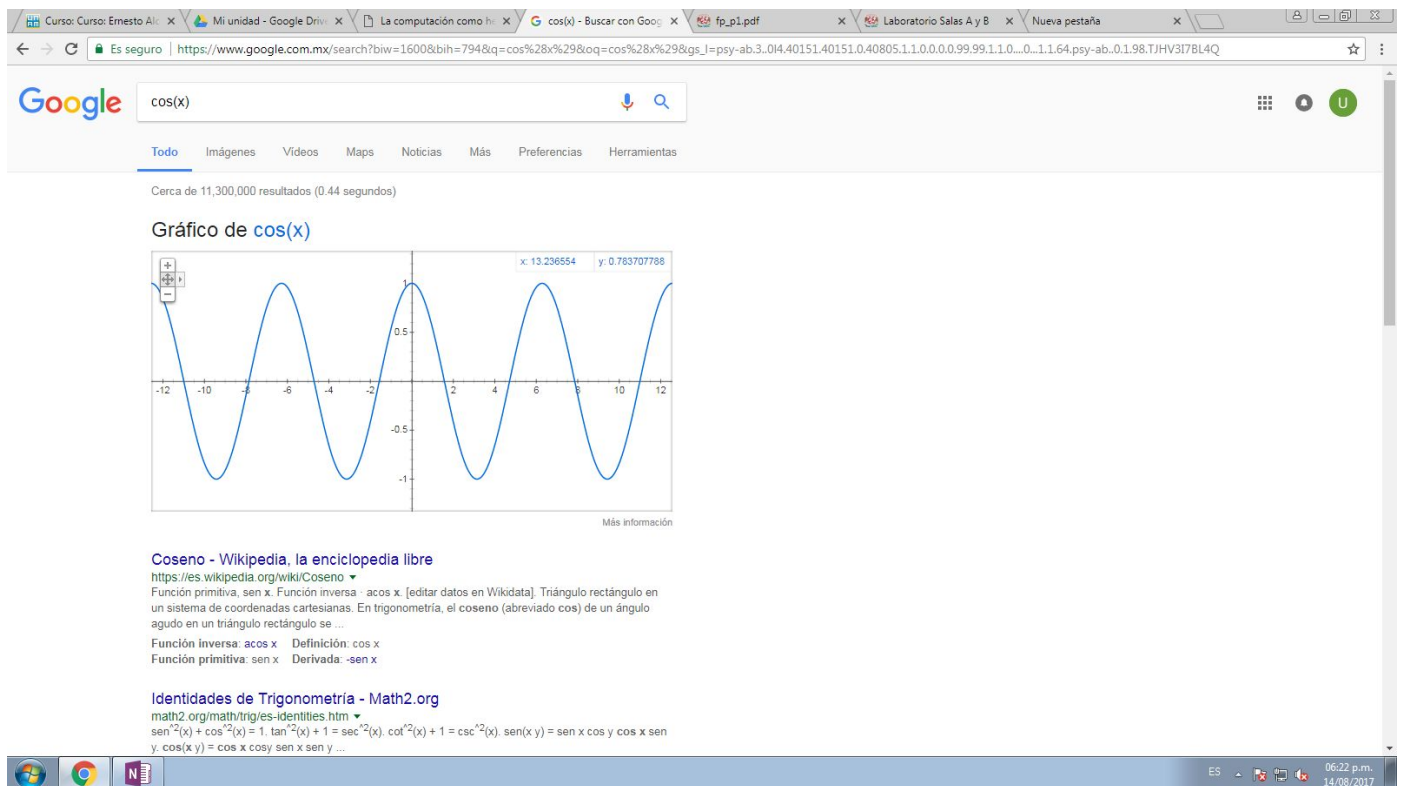 Curso: Curso: Ernesto Alc
Mi unidad - Google Drive
La computación como he
cos(x) - Buscar con Goog
fp_p1.pdf
Laboratorio Salas A y B
Nueva pestaña
Es seguro
https://www.google.com.mx/search?biw=1600&bih=794&q=cos%28x%29&oq=cos%28x%29&gs_l=psy-ab.3..0l4.40151.40151.0.40805.1.1.0.0.0.0.99.99.1.1.0....0...1.1.64.psy-ab..0.1.98.TJHV3I7BL4Q
Google
cos(x)
U
Todo Imágenes Vídeos Maps Noticias Más Preferencias Herramientas
Cerca de 11,300,000 resultados (0.44 segundos)
Gráfico de cos(x)
x: 13.236554 y: 0.783707788
1
0.5
-12 -10 -8 -6 -4 -2 2 4 6 8 10 12
-0.5
-1
Más información
Coseno - Wikipedia, la enciclopedia libre
https://es.wikipedia.org/wiki/Coseno
Función primitiva, sen x. Función inversa · acos x. [editar datos en Wikidata]. Triángulo rectángulo en
un sistema de coordenadas cartesianas. En trigonometría, el coseno (abreviado cos) de un ángulo
agudo en un triángulo rectángulo se ...
Función inversa: acos x Definición: cos x
Función primitiva: sen x Derivada: -sen x
Identidades de Trigonometría - Math2.org
math2.org/math/trig/es-identities.htm
sen^2(x) + cos^2(x) = 1. tan^2(x) + 1 = sec^2(x). cot^2(x) + 1 = csc^2(x). sen(x y) = sen x cos y cos x sen
y. cos(x y) = cos x cosy sen x sen y ...
N
ES
06:22 p.m.
14/08/2017